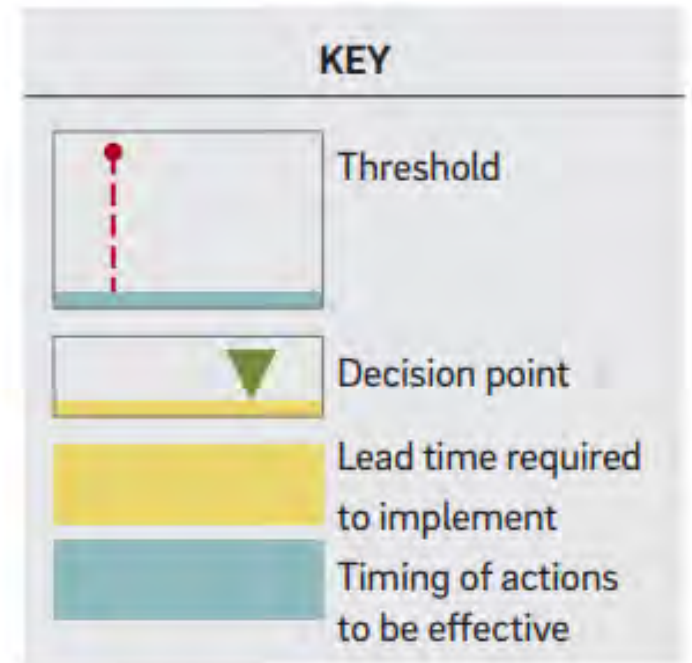 KEY
Threshold
Decision point
Lead time required
to implement
Timing of actions
to be effective